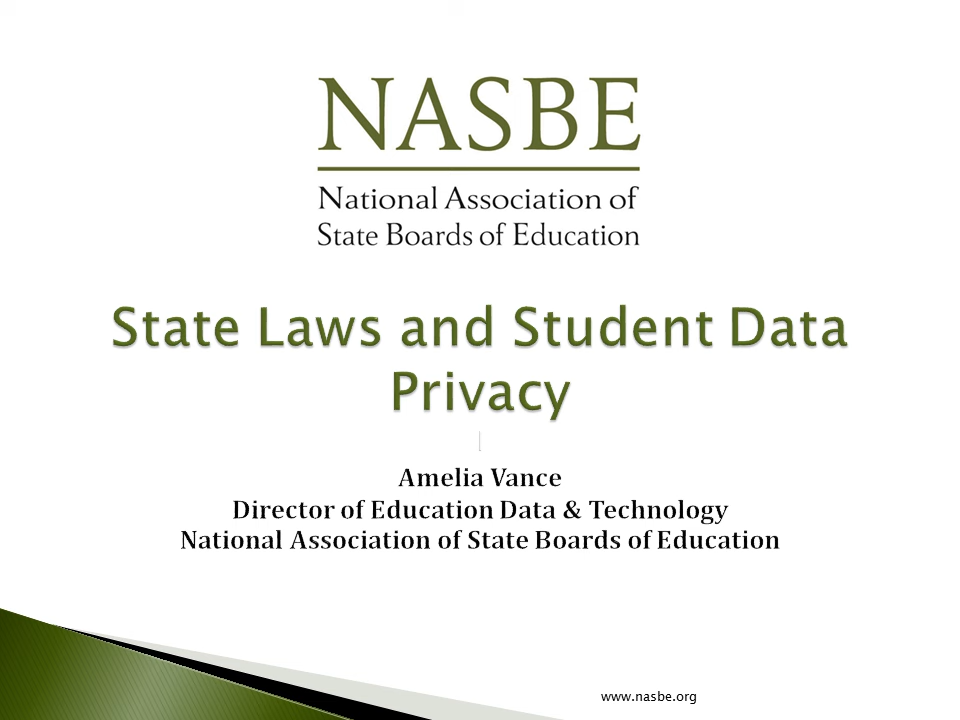 NASBE
National Association of
State Boards of Education
State Laws and Student Data
Privacy
Amelia Vance
Director of Education Data & Technology
National Association of State Boards of Education
www.nasbe.org